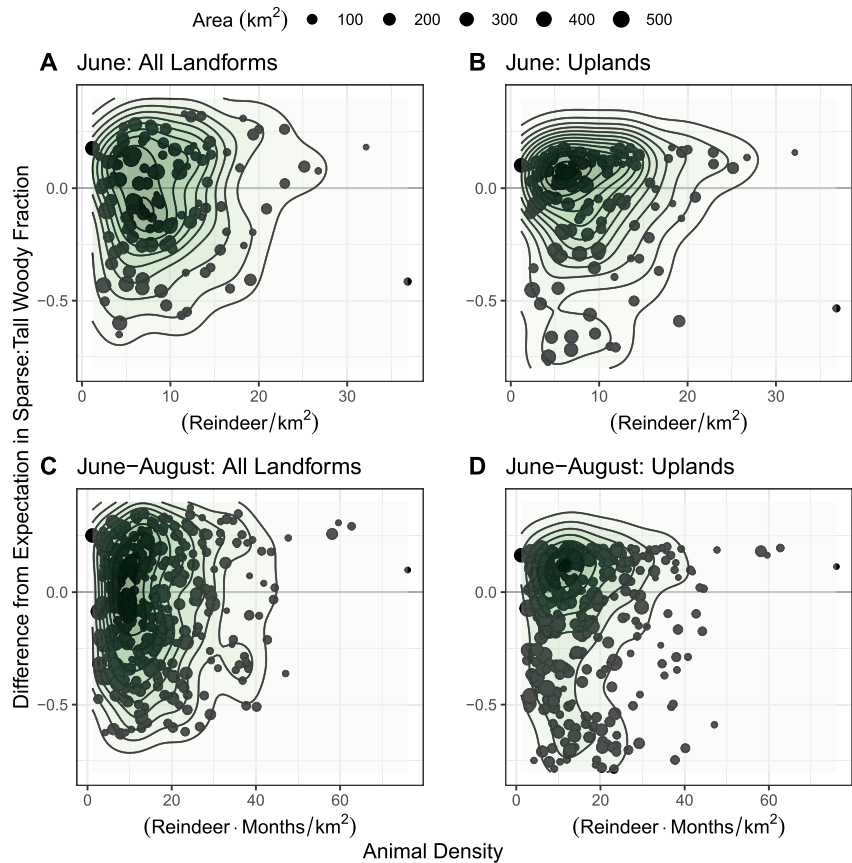 Area (km²) 100 200 300 400 500
A June: All Landforms
B June: Uplands
Difference from Expectation in Sparse:Tall Woody Fraction
0.0
−0.5
0 10 20 30
(Reindeer/km²)
0.0
−0.5
0 10 20 30
(Reindeer/km²)
C June−August: All Landforms
D June−August: Uplands
0.0
−0.5
0 20 40 60
(Reindeer · Months/km²)
0.0
−0.5
0 20 40 60
(Reindeer · Months/km²)
Animal Density